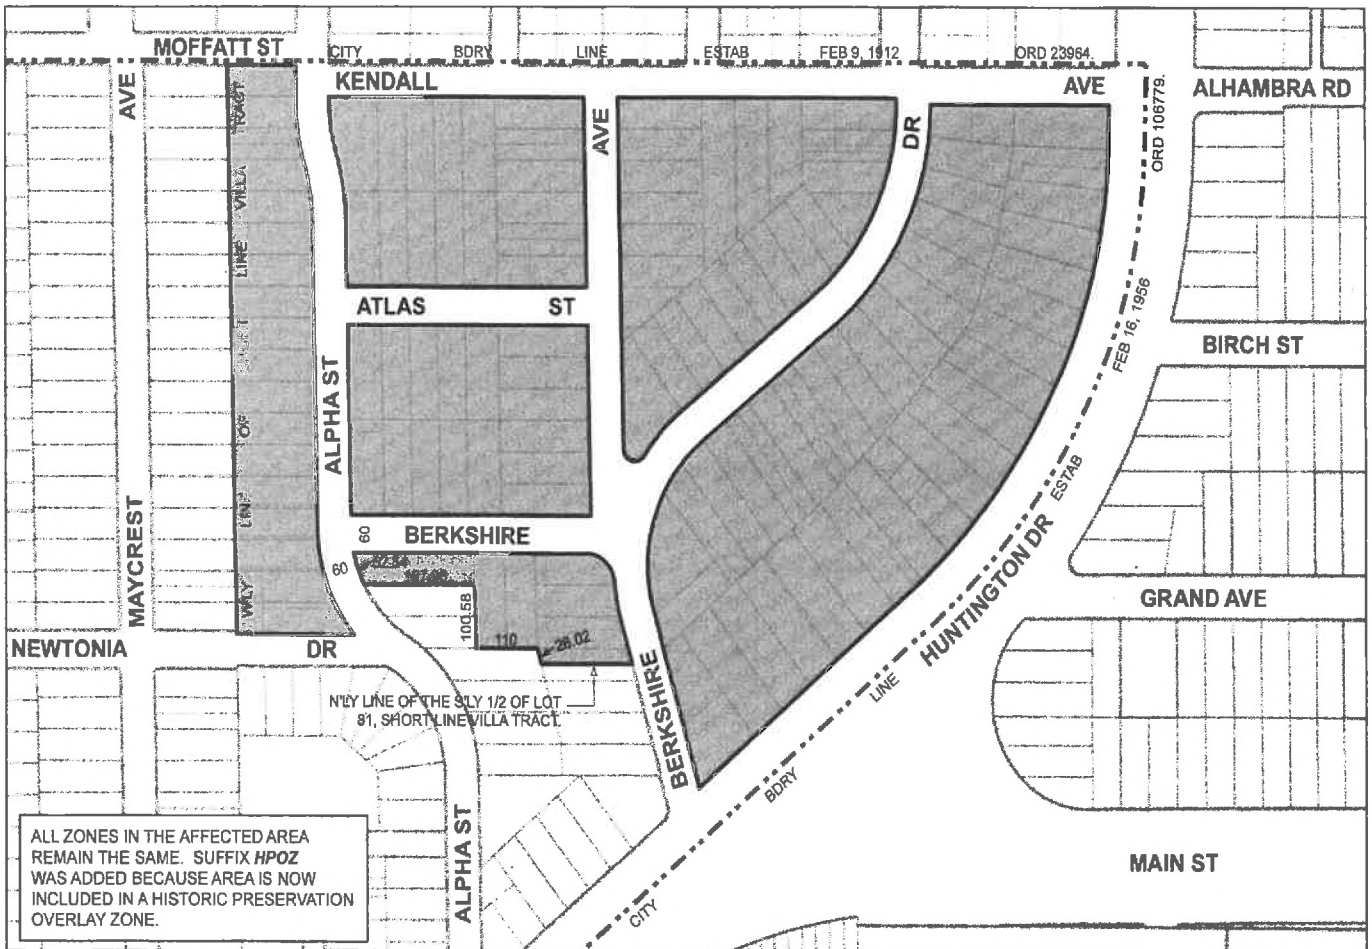 MOFFATT ST
CITY BDRY LINE ESTAB FEB 9, 1912 ORD 23964.
KENDALL AVE
ALHAMBRA RD
AVE
AVE
DR
ORD 106779.
WLY LINE OF SHORT LINE VILLA TRACT
FEB 16, 1956
ATLAS ST
BIRCH ST
ALPHA ST
ESTAB
MAYCREST
BERKSHIRE
60
60
HUNTINGTON DR
GRAND AVE
100.58
110
28.02
NEWTONIA DR
BERKSHIRE
LINE
N'LY LINE OF THE S'LY 1/2 OF LOT
81, SHORT LINE VILLA TRACT.
BDRY
ALPHA ST
CITY
MAIN ST
ALL ZONES IN THE AFFECTED AREA
REMAIN THE SAME. SUFFIX HPOZ
WAS ADDED BECAUSE AREA IS NOW
INCLUDED IN A HISTORIC PRESERVATION
OVERLAY ZONE.